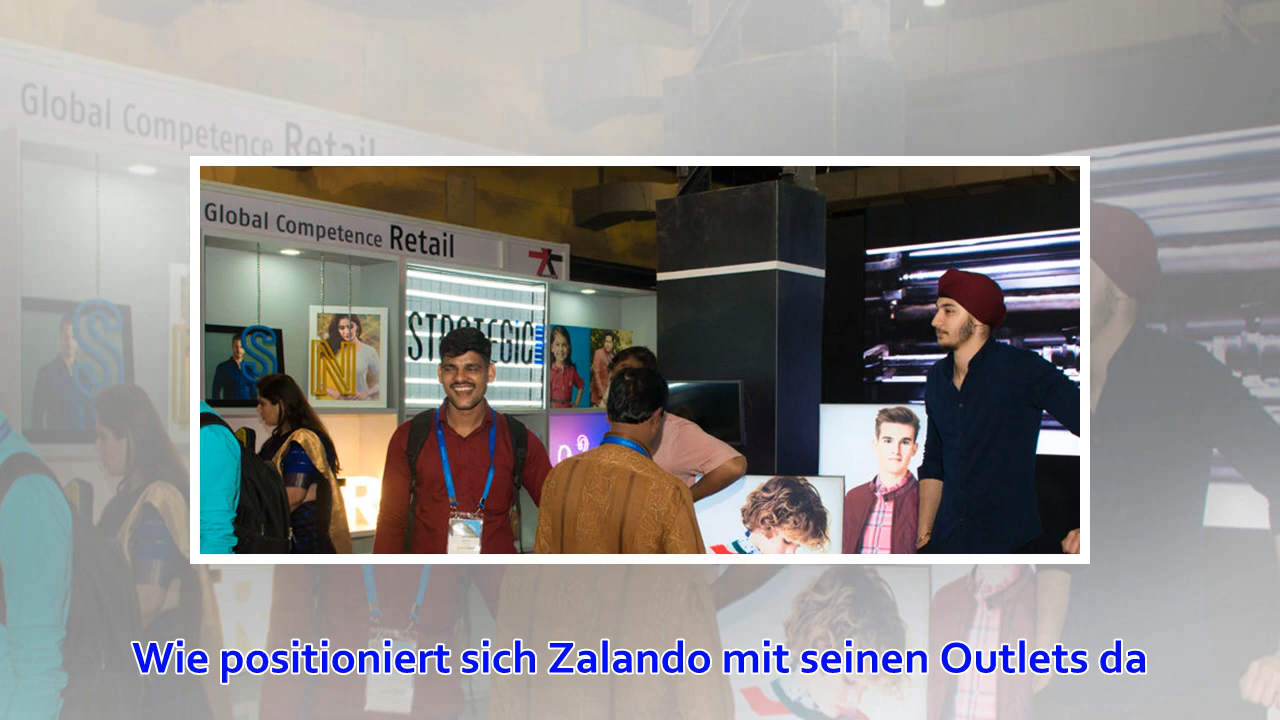 Global Competence Retail
Global Competence Retail
STRATEGIC
S
N
R
Wie positioniert sich Zalando mit seinen Outlets da